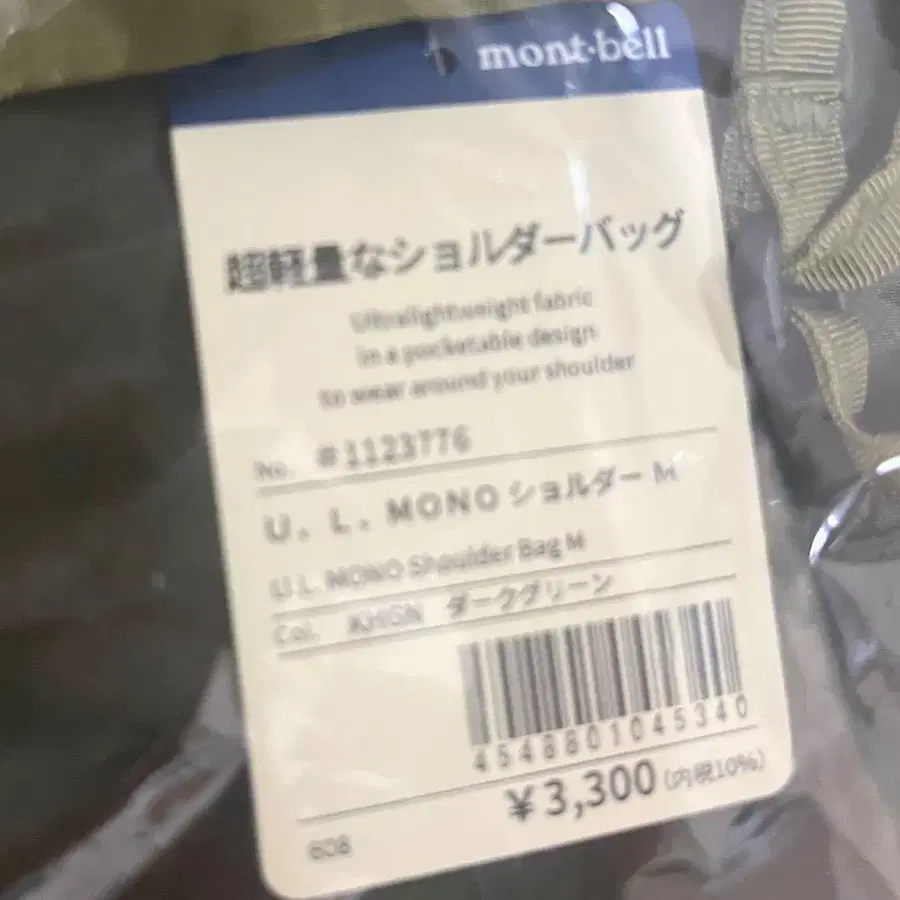 mont·bell
超軽量なショルダーバッグ
Ultralightweight fabric
in a pocketable design
to wear around your shoulder
No. #1123776
U. L. MONO ショルダー M
U.L. MONO Shoulder Bag M
Col. KHGN ダークグリーン
4548801045340
¥3,300 (内税10%)
608